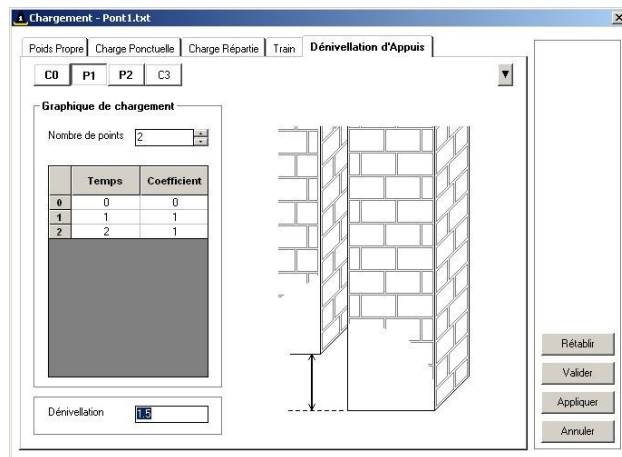 Chargement - Pont1.txt
Poids Propre Charge Ponctuelle Charge Répartie Train Dénivellation d'Appuis
C0 P1 P2 C3
Graphique de chargement
Nombre de points 2
Temps Coefficient
0 0 0
1 1 1
2 2 1
Dénivellation 1.5
Rétablir
Valider
Appliquer
Annuler